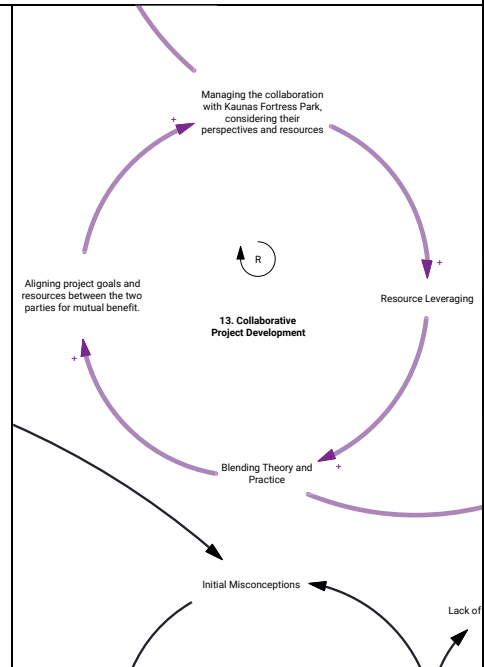 Managing the collaboration
with Kaunas Fortress Park,
considering their
perspectives and resources
+
+
R
Aligning project goals and
resources between the two
parties for mutual benefit.
Resource Leveraging
13. Collaborative
Project Development
+
+
Blending Theory and
Practice
Initial Misconceptions
Lack of